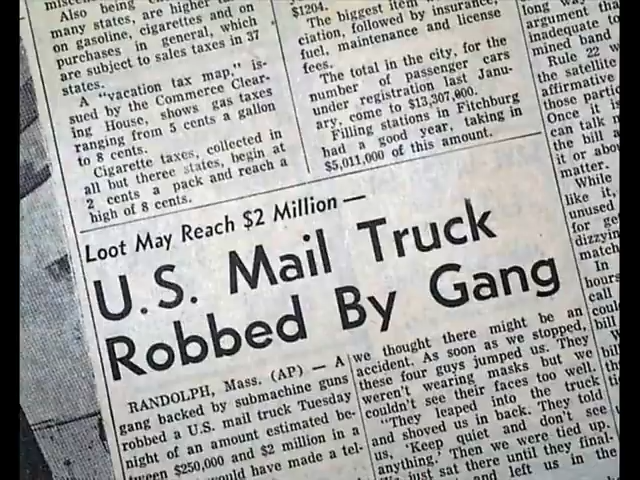 Also being
many states, are higher
on gasoline, cigarettes and on
purchases in general, which
are subject to sales taxes in 37
states.
A "vacation tax map," is-
sued by the Commerce Clear-
ing House, shows gas taxes
ranging from 5 cents a gallon
to 8 cents.
Cigarette taxes, collected in
all but theree states, begin at
2 cents a pack and reach a
high of 8 cents.
$1204.
The biggest item
ciation, followed by insurance,
fuel, maintenance and license
fees.
The total in the city, for the
number of passenger cars
under registration last Janu-
ary, come to $13,307,000.
Filling stations in Fitchburg
had a good year, taking in
$5,011,000 of this amount.
long way
argument tha
inadequate to
mined band
Rule 22
the satellite
affirmative
those partic
Once it is
can talk
the bill a
it or abou
matter.
While
like it,
unused
for ge
dizzyin
match
In
hours
call
coul
bill
Loot May Reach $2 Million —
U.S. Mail Truck
Robbed By Gang
RANDOLPH, Mass. (AP) — A
gang backed by submachine guns
robbed a U.S. mail truck Tuesday
night of an amount estimated be-
tween $250,000 and $2 million in a
would have made a tel-
we thought there might be an
accident. As soon as we stopped,
these four guys jumped us. They
weren't wearing masks but we
couldn't see their faces too well.
"They leaped into the truck
and shoved us in back. They told
us, 'Keep quiet and don't see
anything.' Then we were tied up.
We just sat there until they final-
and left us in the